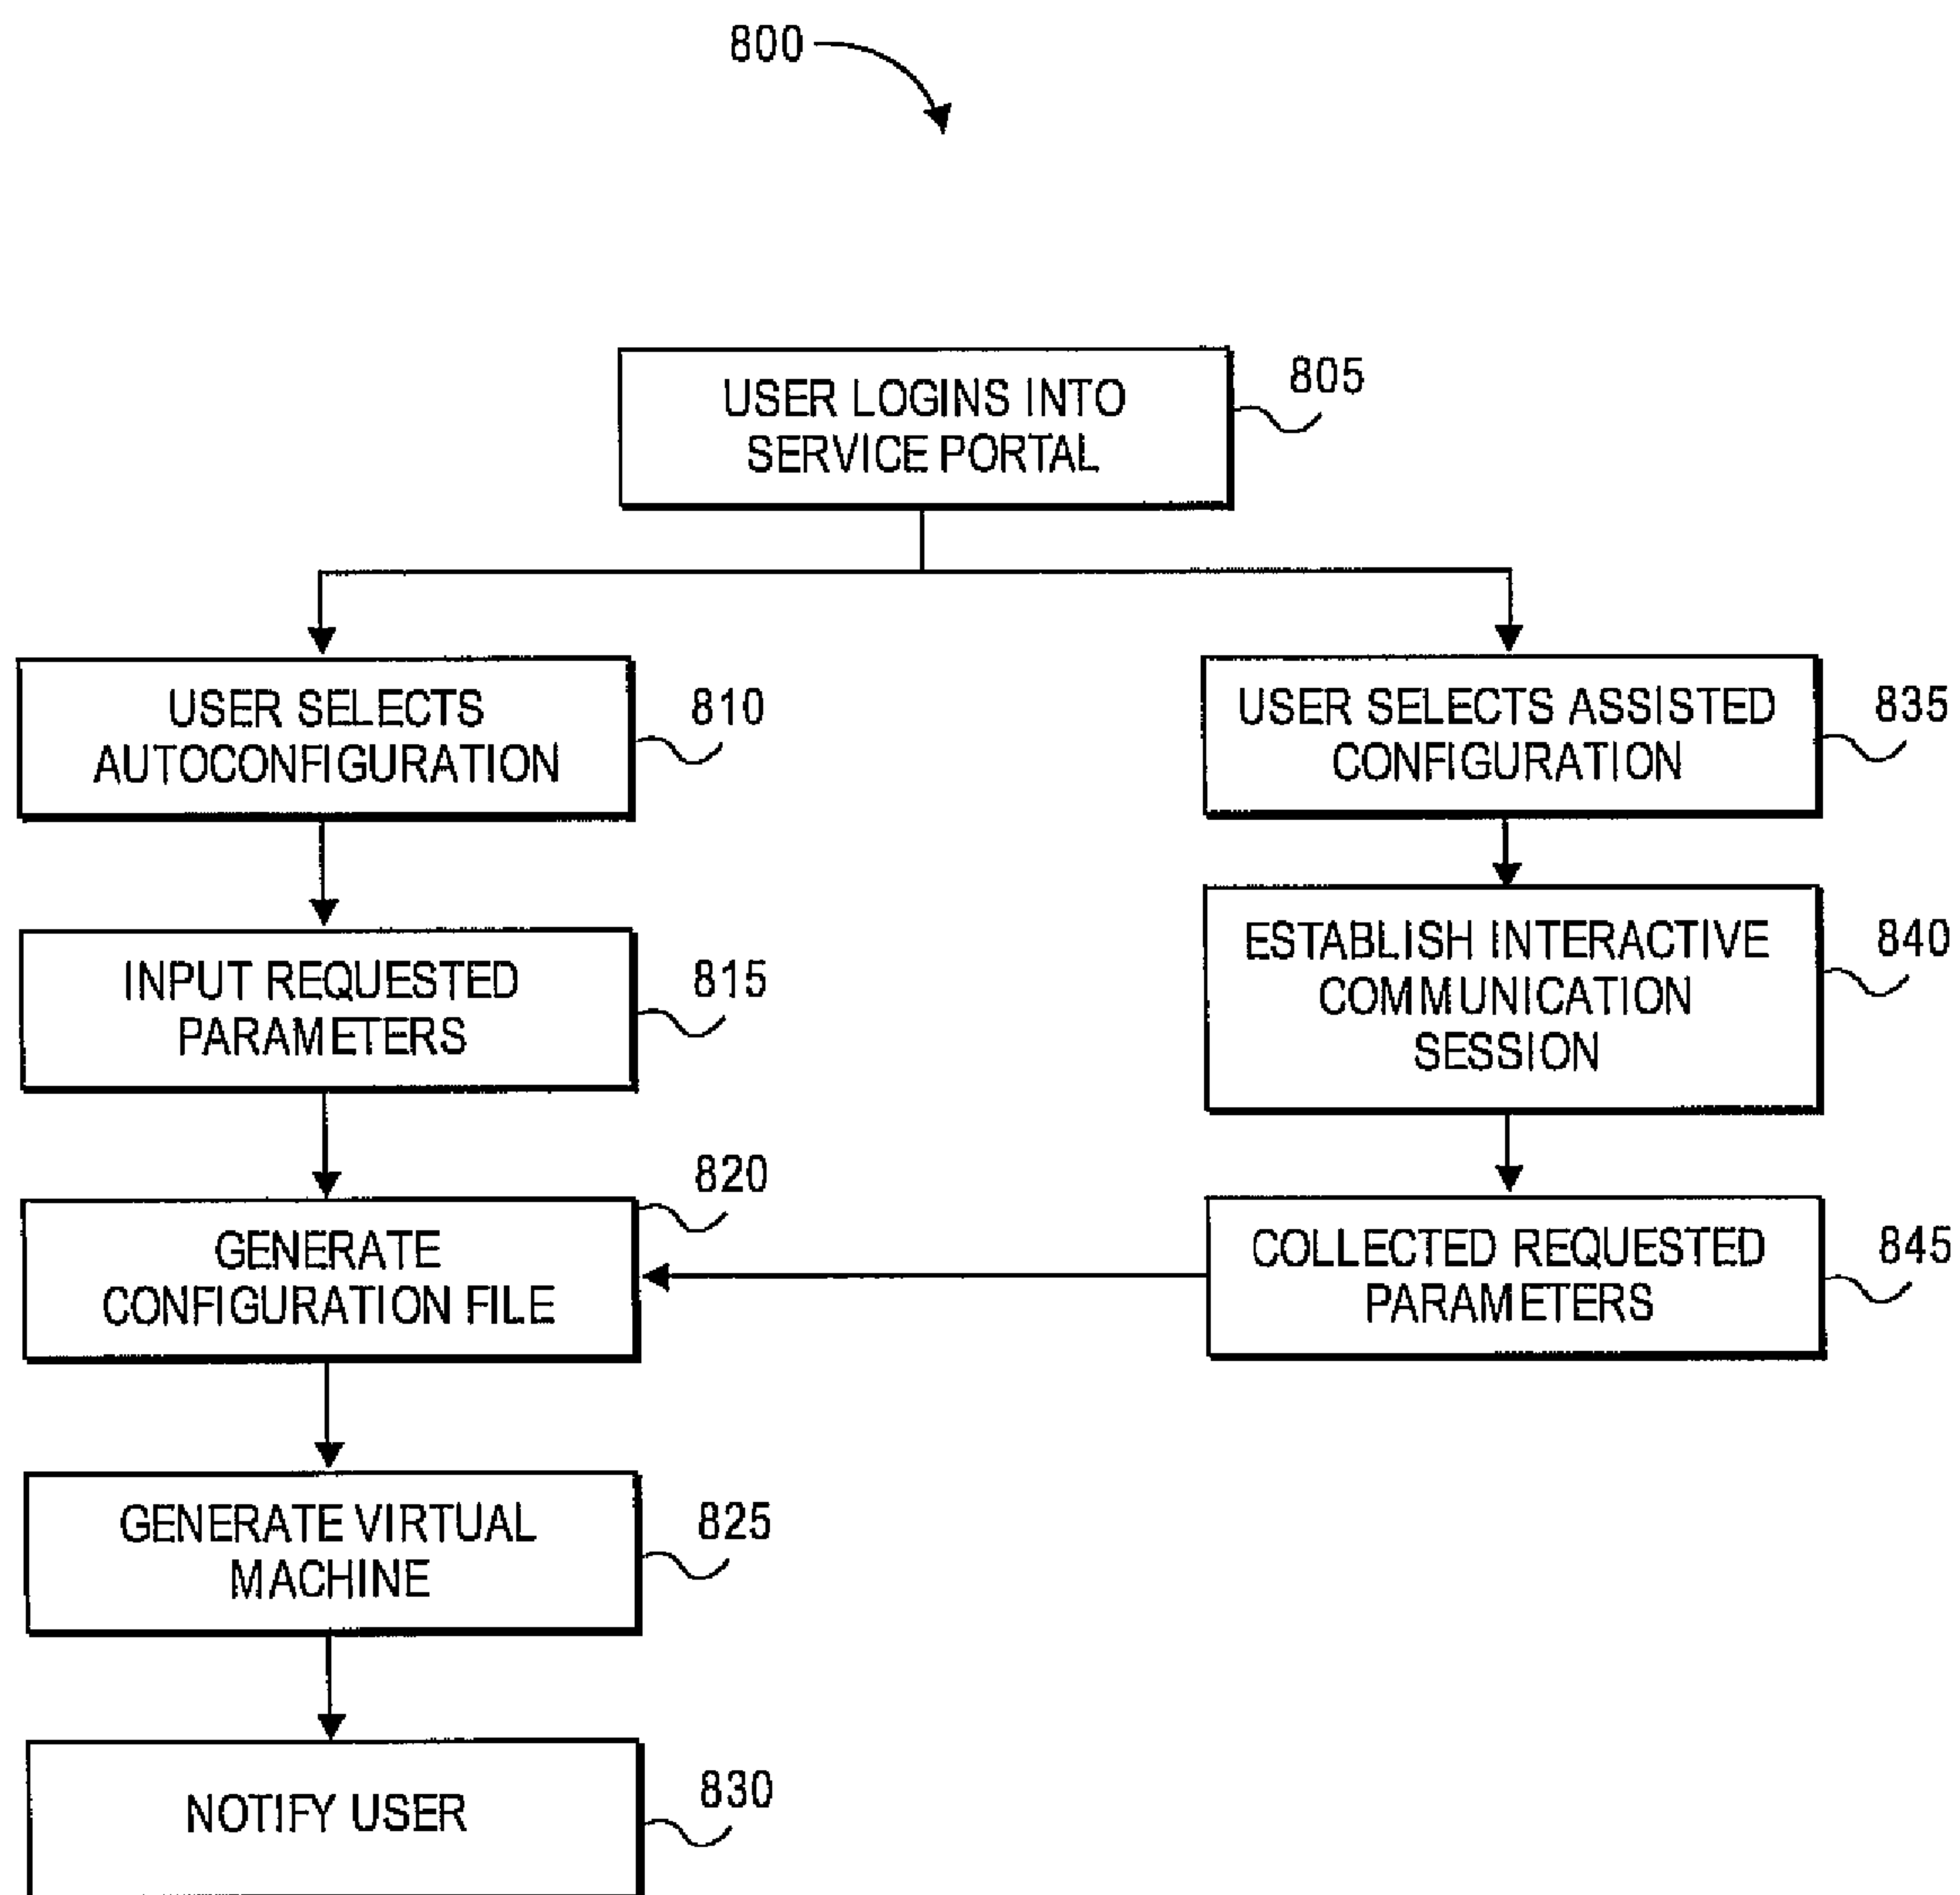 800
USER LOGINS INTO
SERVICE PORTAL
805
USER SELECTS
AUTOCONFIGURATION
810
INPUT REQUESTED
PARAMETERS
815
GENERATE
CONFIGURATION FILE
820
GENERATE VIRTUAL
MACHINE
825
NOTIFY USER
830
USER SELECTS ASSISTED
CONFIGURATION
835
ESTABLISH INTERACTIVE
COMMUNICATION
SESSION
840
COLLECTED REQUESTED
PARAMETERS
845